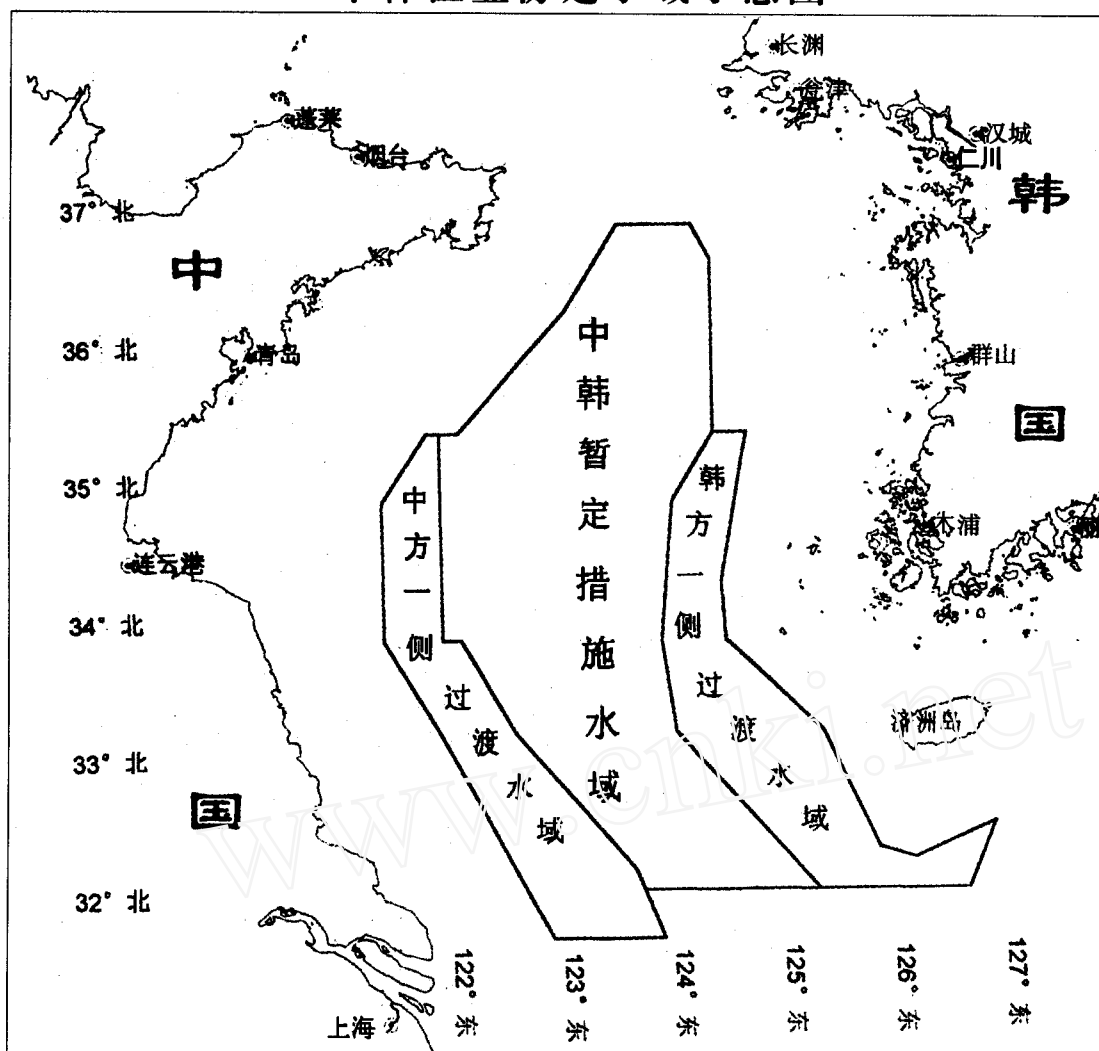 长渊
瓮津
蓬莱
汉城
烟台
仁川
韩
37° 北
中
36° 北
青岛
群山
国
35° 北
木浦
连云港
34° 北
济洲岛
33° 北
国
32° 北
上海
中韩暂定措施水域
中方一侧过渡水域
韩方一侧过渡水域
122° 东
123° 东
124° 东
125° 东
126° 东
127° 东
www.cnki.net